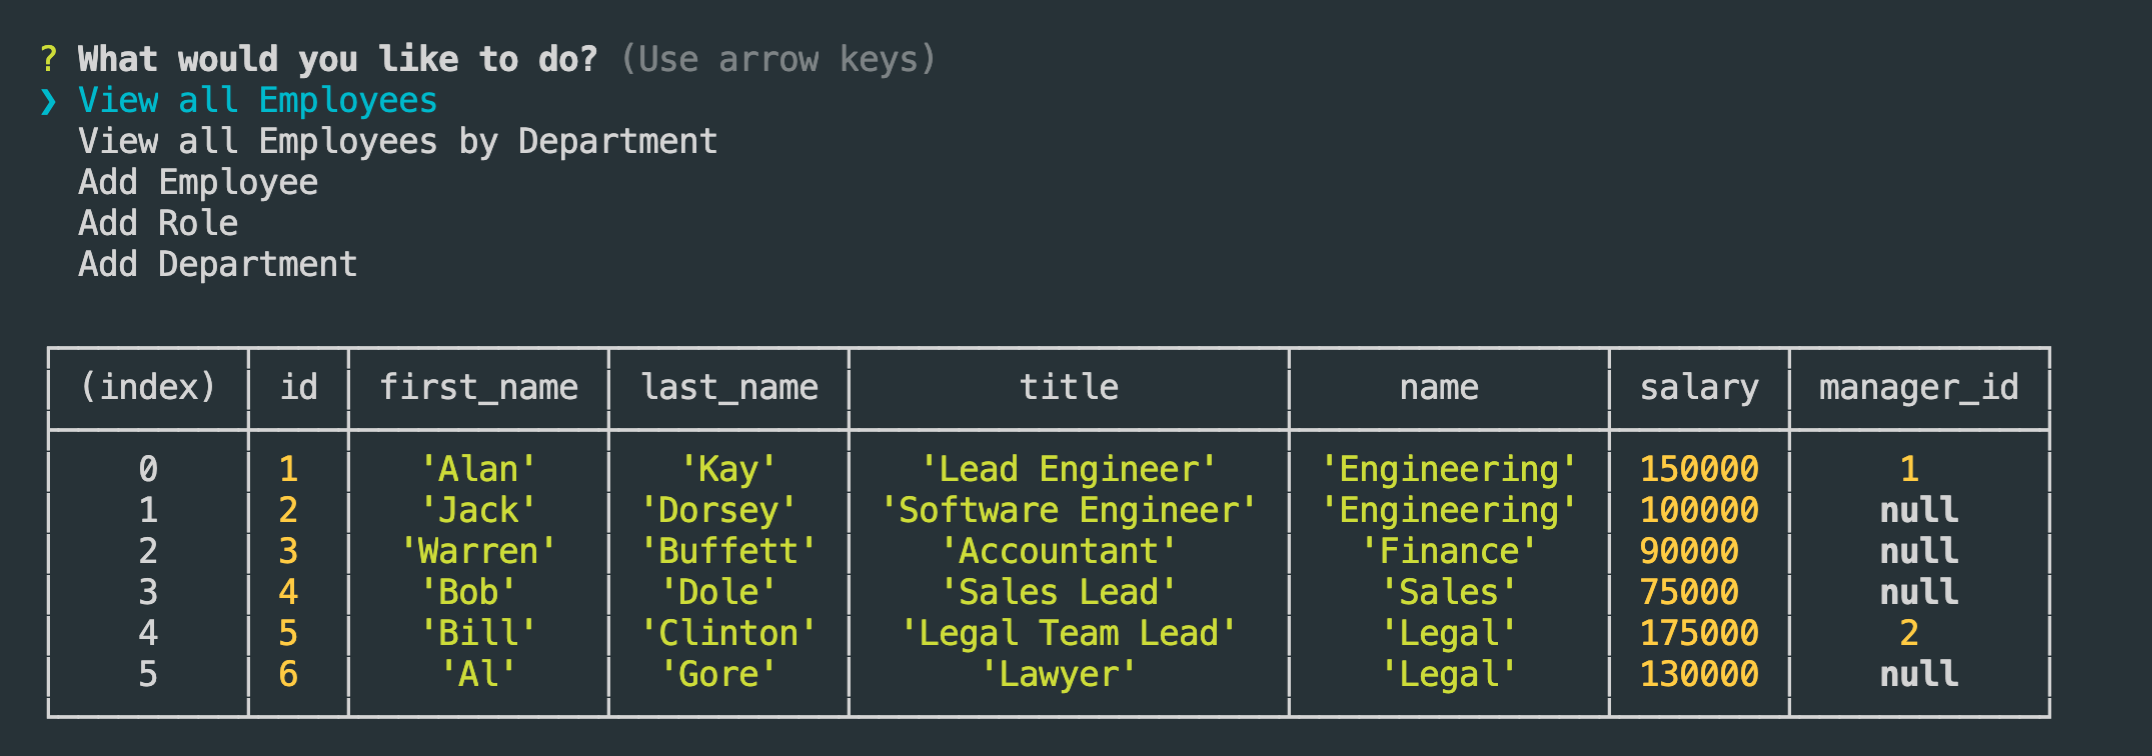 ? What would you like to do? (Use arrow keys)
❯ View all Employees
View all Employees by Department
Add Employee
Add Role
Add Department
(index) id first_name last_name title name salary manager_id
0 1 'Alan' 'Kay' 'Lead Engineer' 'Engineering' 150000 1
1 2 'Jack' 'Dorsey' 'Software Engineer' 'Engineering' 100000 null
2 3 'Warren' 'Buffett' 'Accountant' 'Finance' 90000 null
3 4 'Bob' 'Dole' 'Sales Lead' 'Sales' 75000 null
4 5 'Bill' 'Clinton' 'Legal Team Lead' 'Legal' 175000 2
5 6 'Al' 'Gore' 'Lawyer' 'Legal' 130000 null